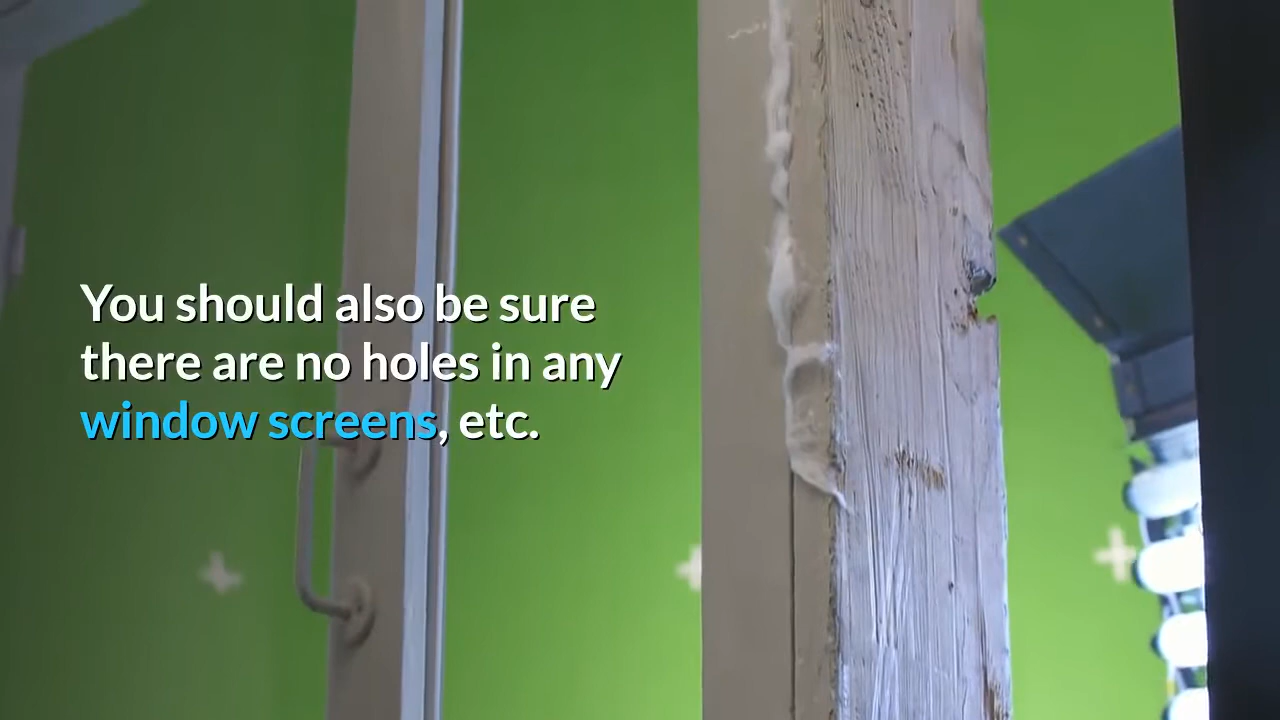 You should also be sure
there are no holes in any
window screens, etc.